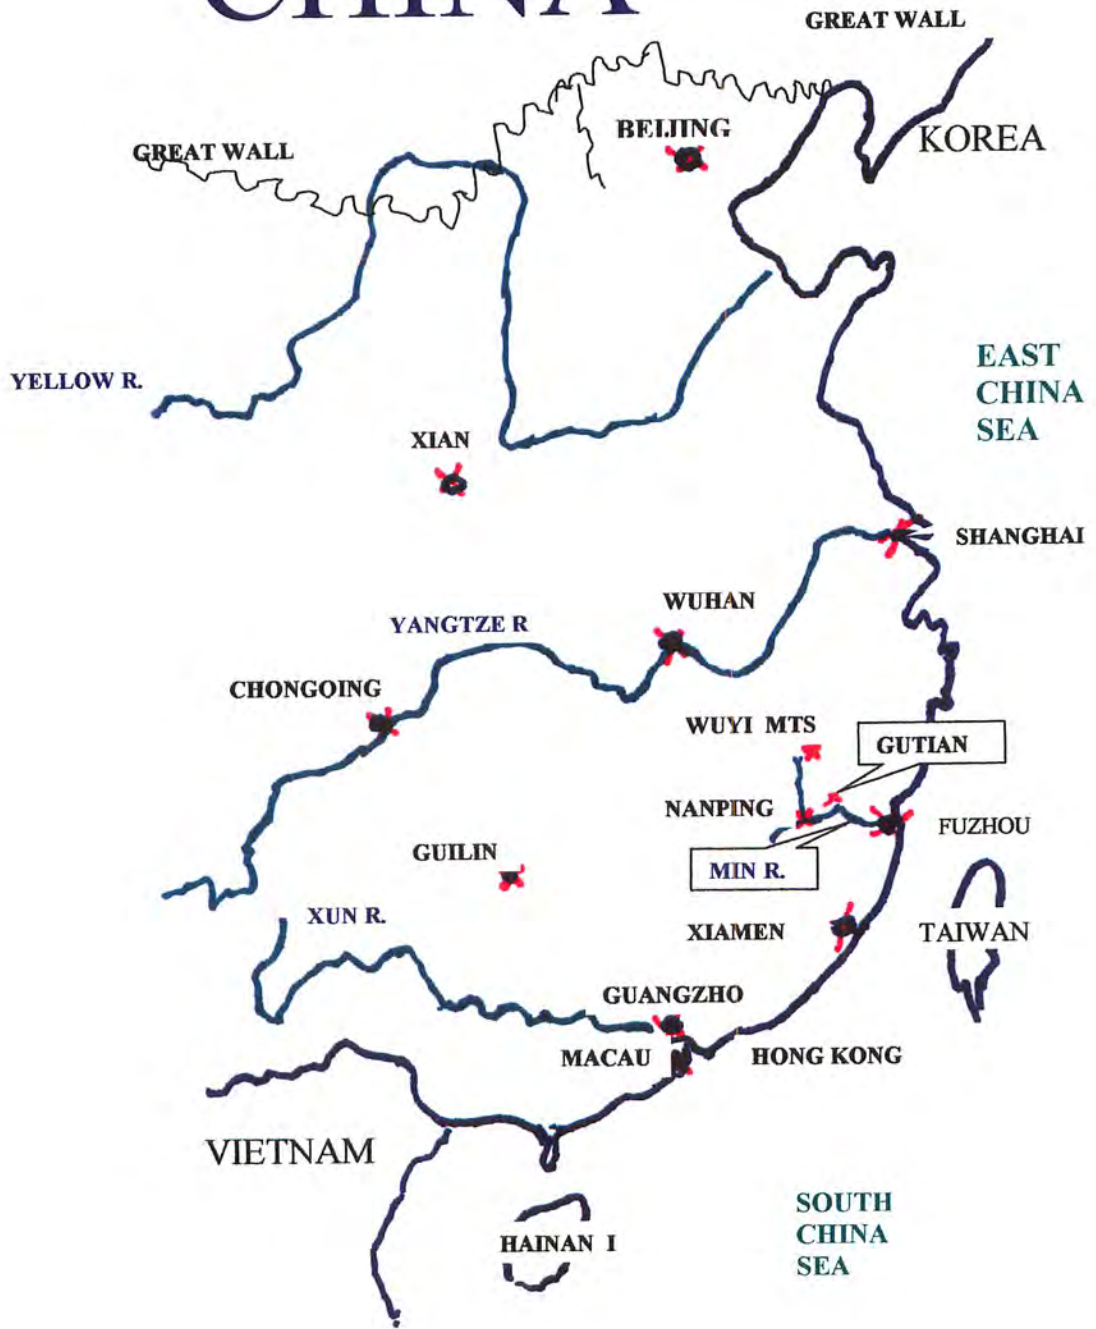 CHINA
GREAT WALL
BEIJING
KOREA
GREAT WALL
EAST
CHINA
SEA
YELLOW R.
XIAN
SHANGHAI
WUHAN
YANGTZE R
CHONGOING
WUYI MTS
GUTIAN
NANPING
FUZHOU
GUILIN
MIN R.
XUN R.
XIAMEN
TAIWAN
GUANGZHO
MACAU
HONG KONG
VIETNAM
SOUTH
CHINA
SEA
HAINAN I